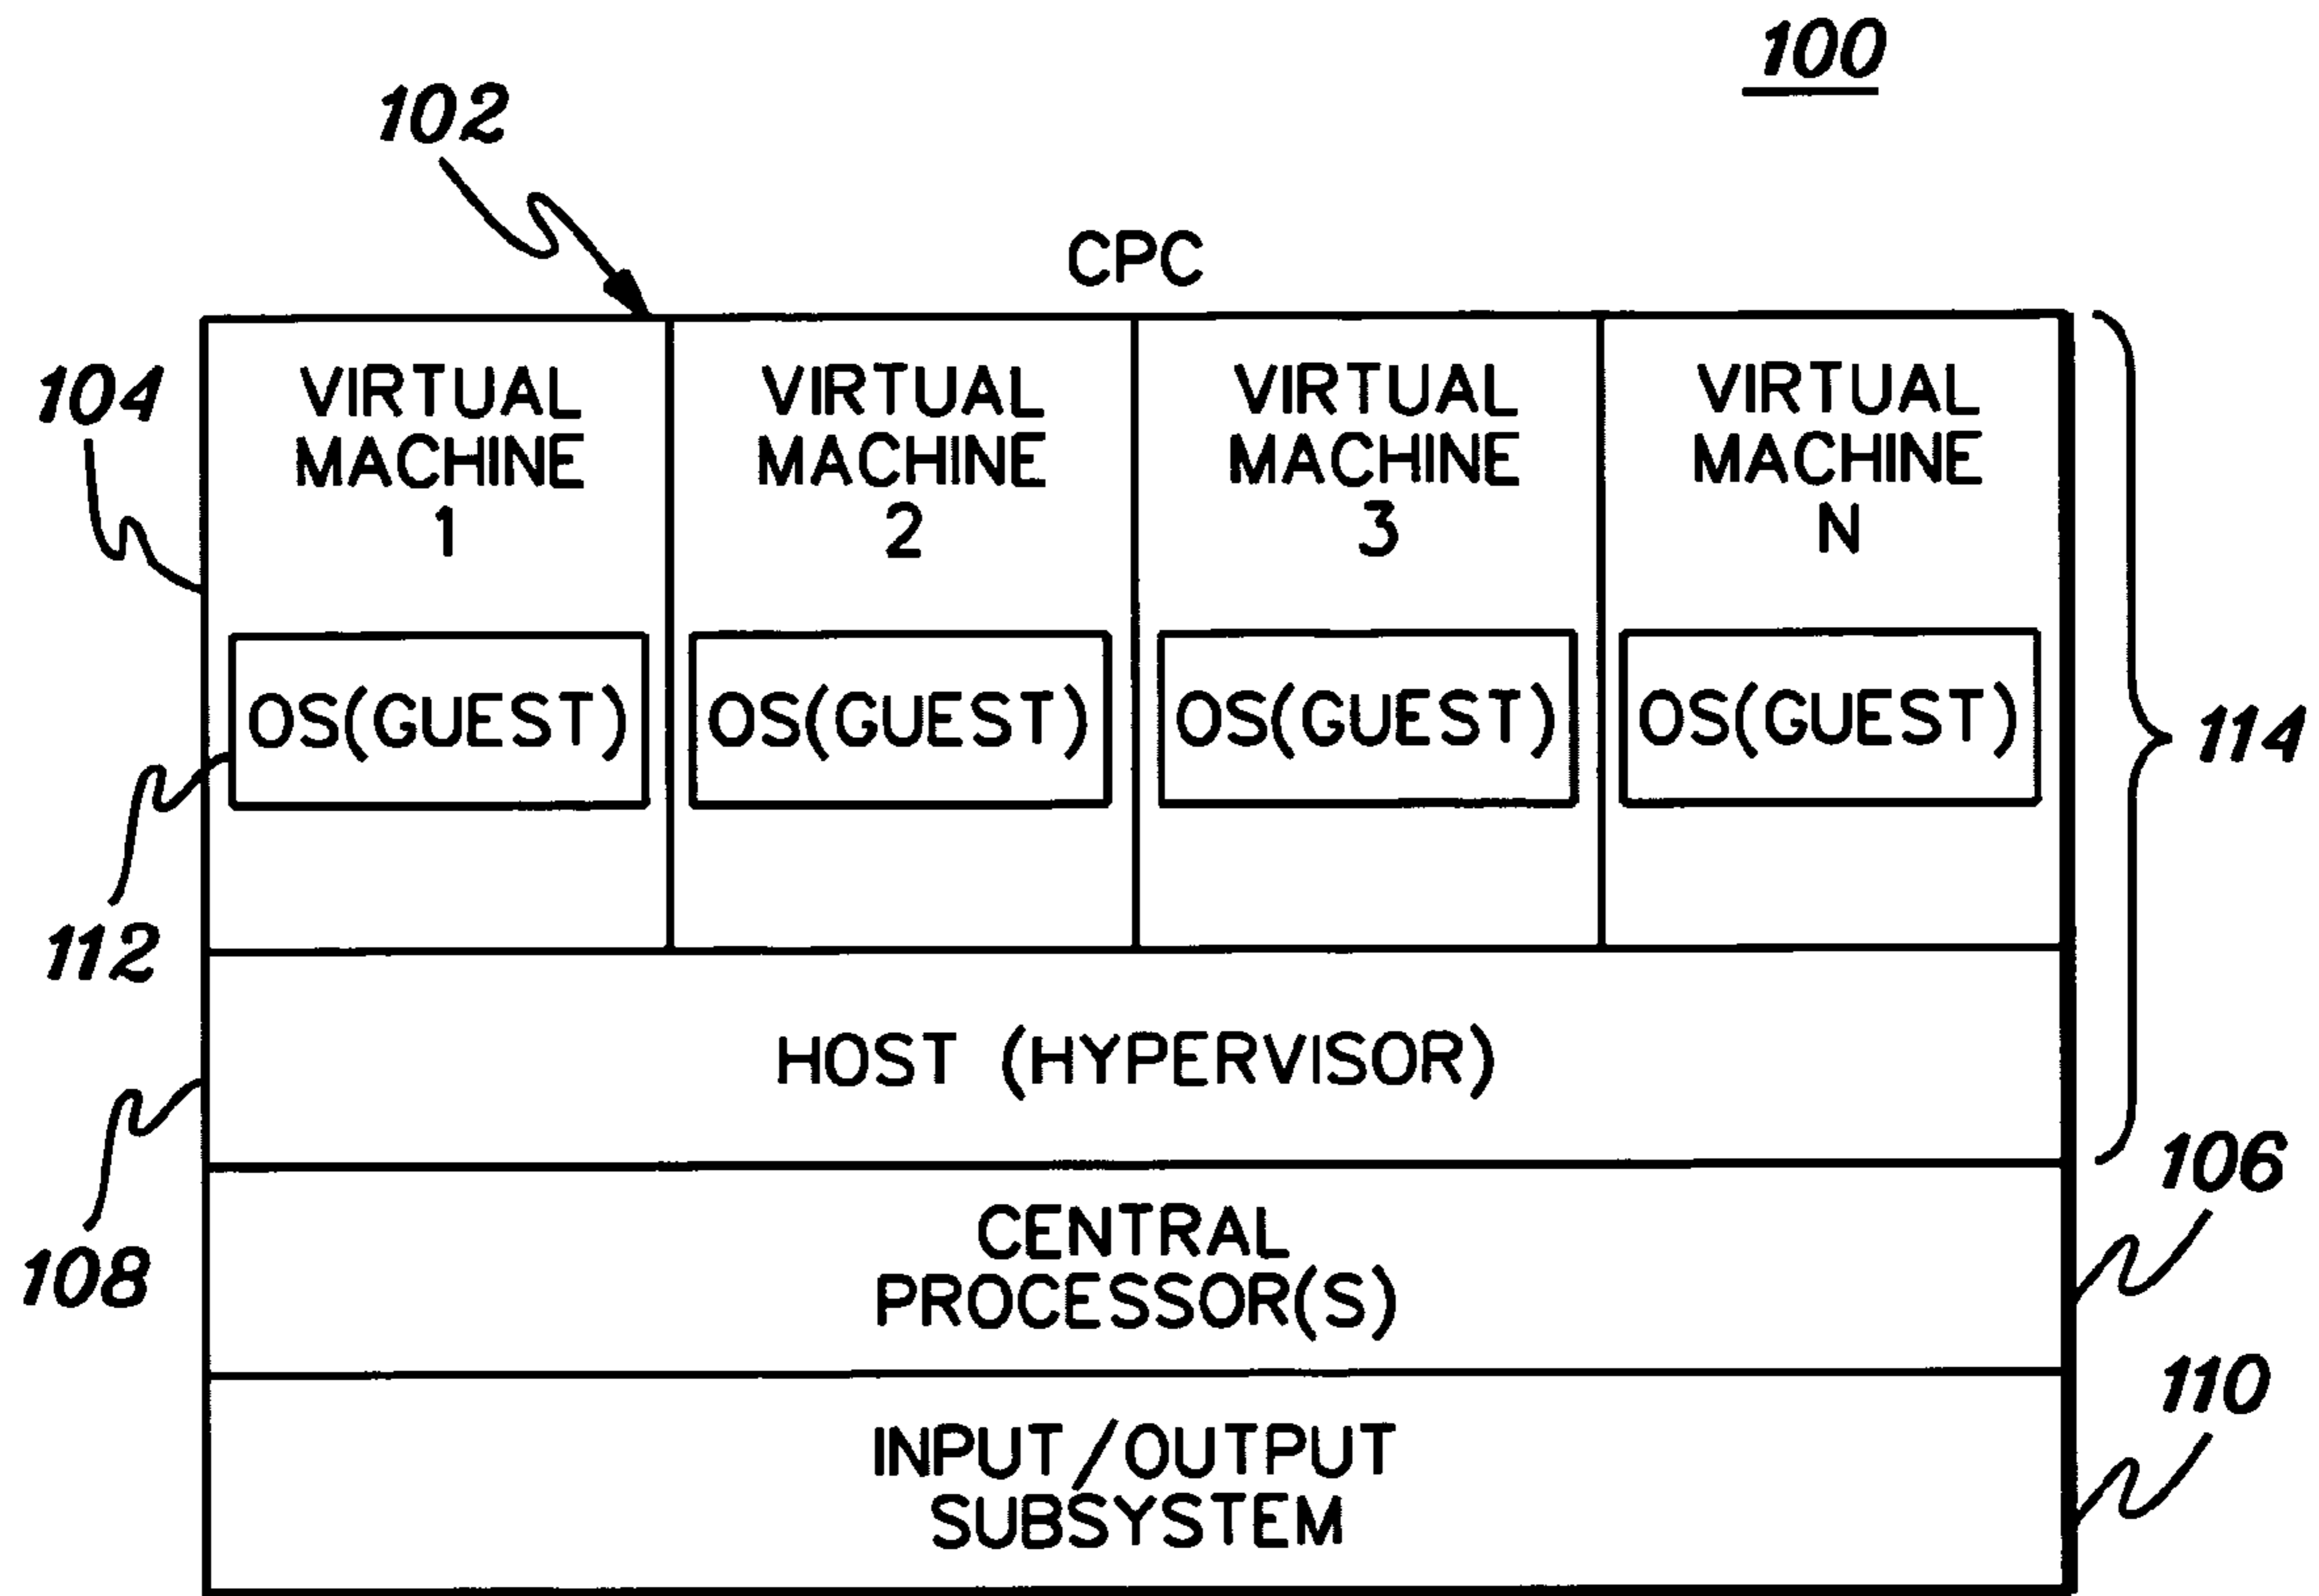 100
102
CPC
104
VIRTUAL MACHINE 1
VIRTUAL MACHINE 2
VIRTUAL MACHINE 3
VIRTUAL MACHINE N
OS(GUEST)
OS(GUEST)
OS(GUEST)
OS(GUEST)
114
112
HOST (HYPERVISOR)
108
106
CENTRAL
PROCESSOR(S)
110
INPUT/OUTPUT
SUBSYSTEM